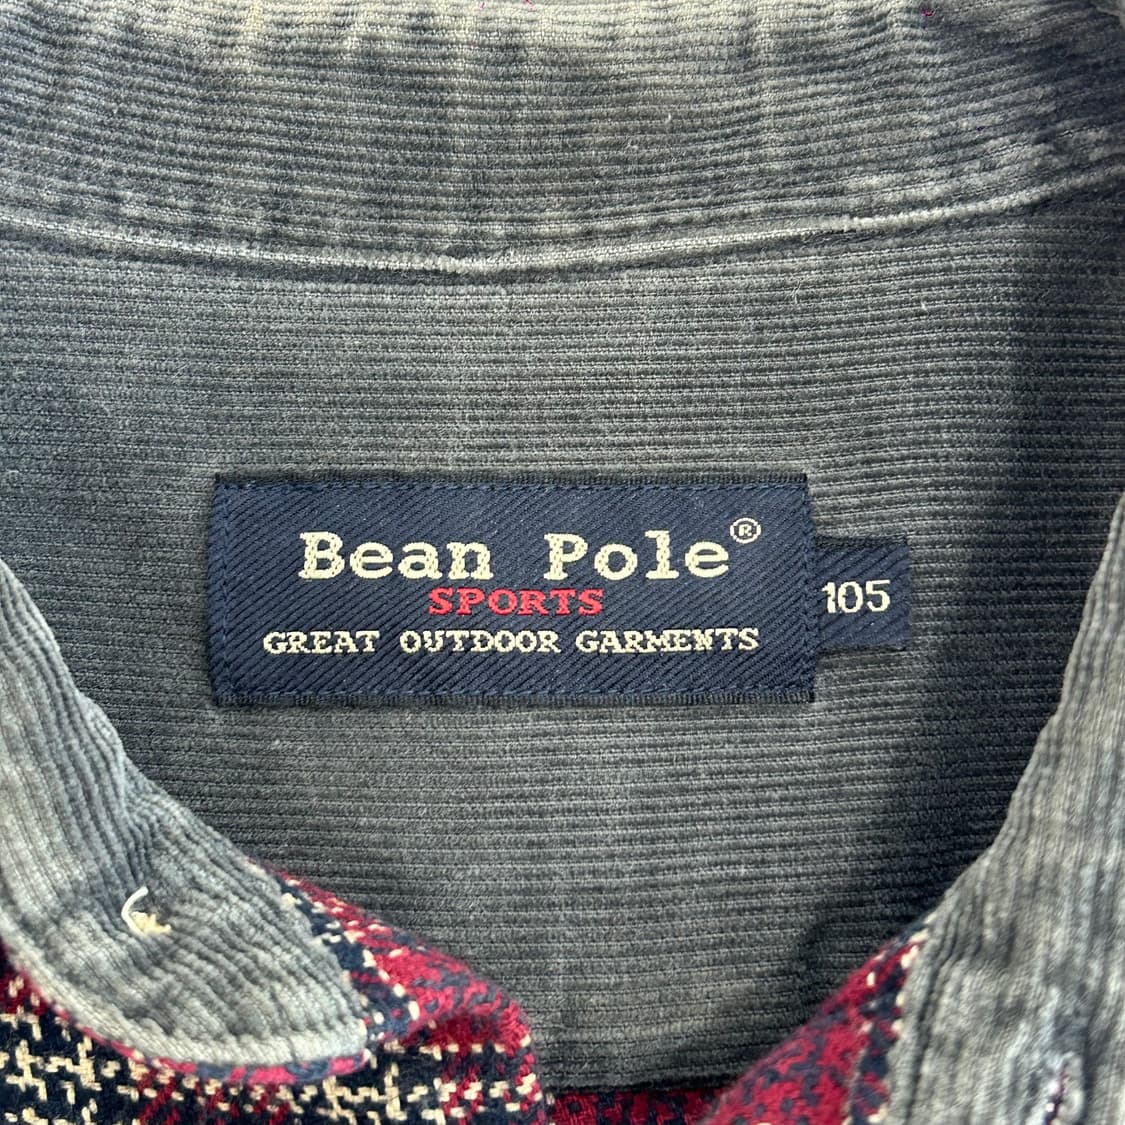 Bean Pole®
SPORTS
GREAT OUTDOOR GARMENTS
105